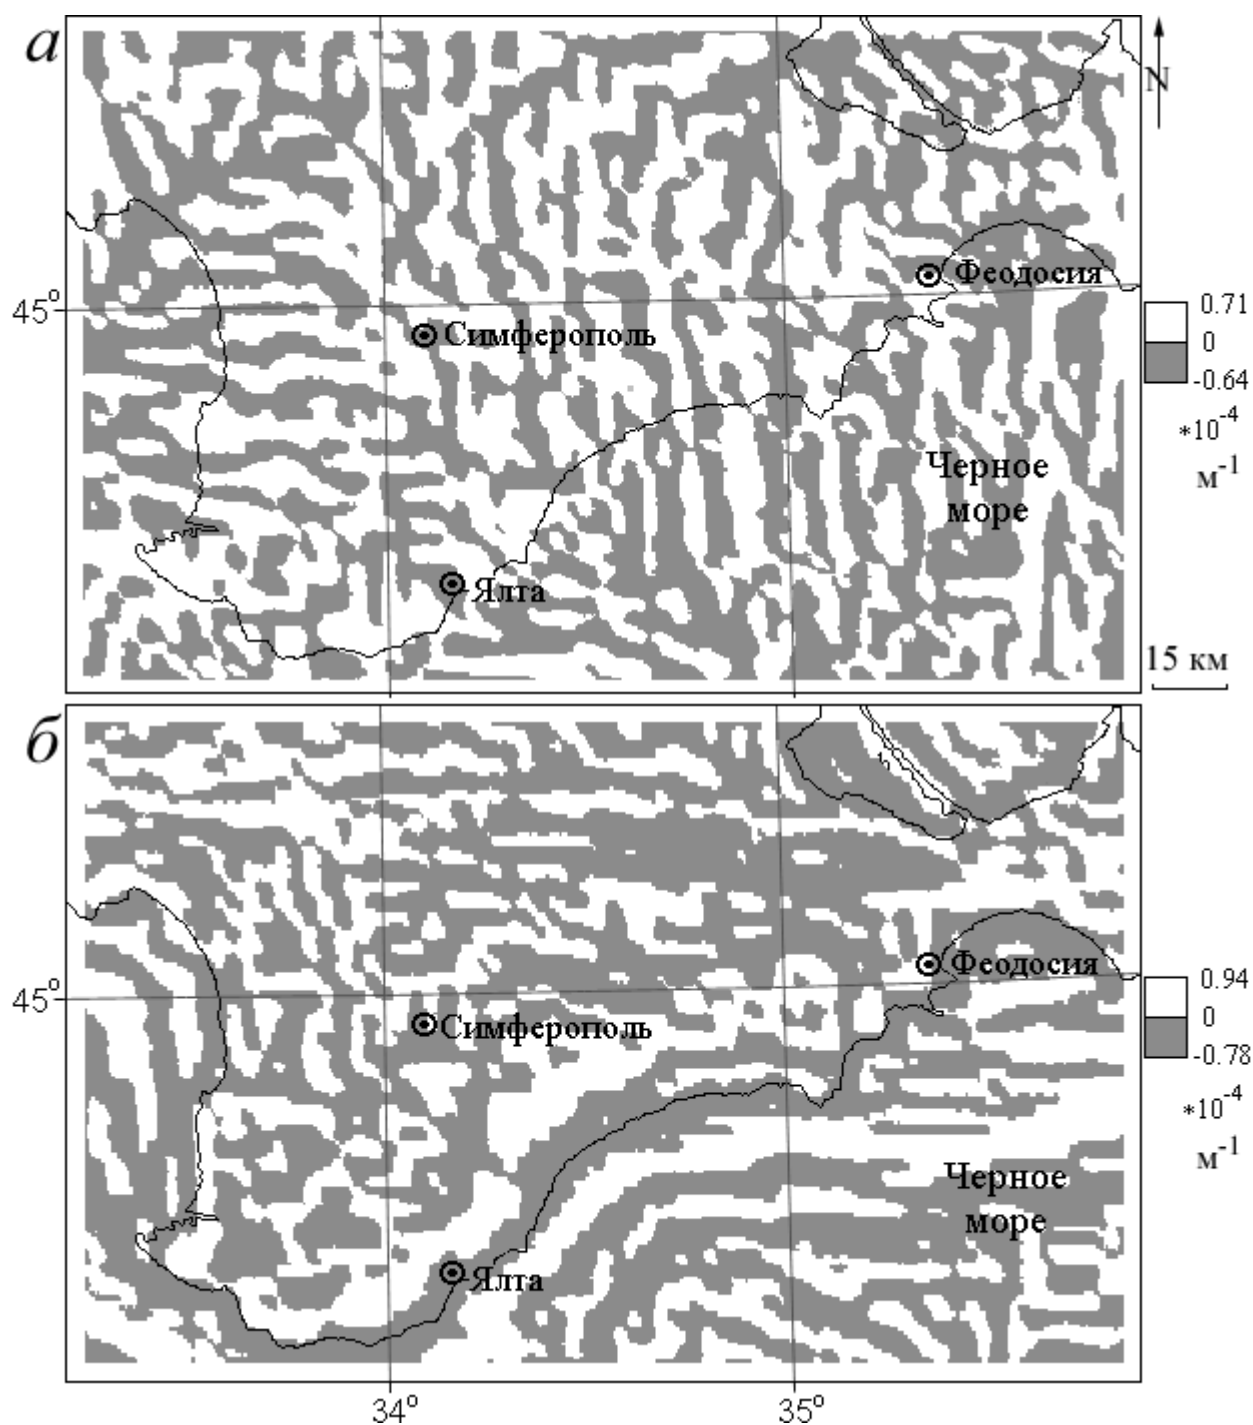 а
N
Феодосия
45°
Симферополь
0.71
0
-0.64
*10⁻⁴
м⁻¹
Черное
море
Ялта
15 км
б
Феодосия
45°
Симферополь
0.94
0
-0.78
*10⁻⁴
м⁻¹
Черное
море
Ялта
34°
35°